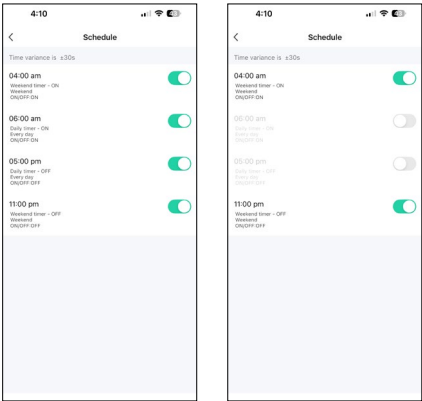 4:10
Schedule
Time variance is ±30s
04:00 am
Weekend timer - ON
Weekend
ON/OFF:ON
06:00 am
Daily timer - ON
Every day
ON/OFF:ON
05:00 pm
Daily timer - OFF
Every day
ON/OFF:OFF
11:00 pm
Weekend timer - OFF
Weekend
ON/OFF:OFF
4:10
Schedule
Time variance is ±30s
04:00 am
Weekend timer - ON
Weekend
ON/OFF:ON
06:00 am
Daily timer - ON
Every day
ON/OFF:ON
05:00 pm
Daily timer - OFF
Every day
ON/OFF:OFF
11:00 pm
Weekend timer - OFF
Weekend
ON/OFF:OFF